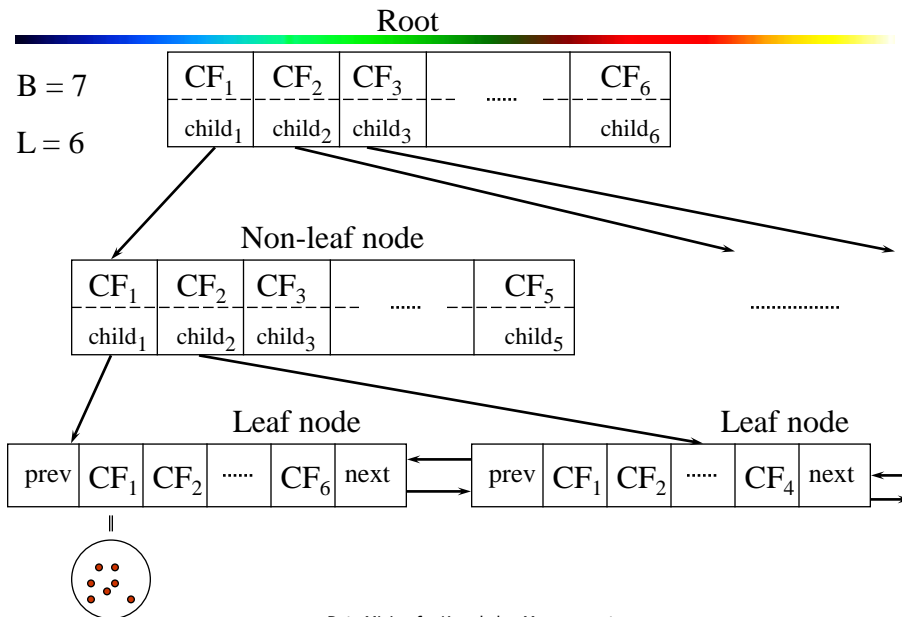 Root
B = 7
L = 6
CF₁ CF₂ CF₃ ...... CF₆
child₁ child₂ child₃ child₆
Non-leaf node
CF₁ CF₂ CF₃ ...... CF₅
child₁ child₂ child₃ child₅
Leaf node Leaf node
prev CF₁ CF₂ ...... CF₆ next prev CF₁ CF₂ ...... CF₄ next